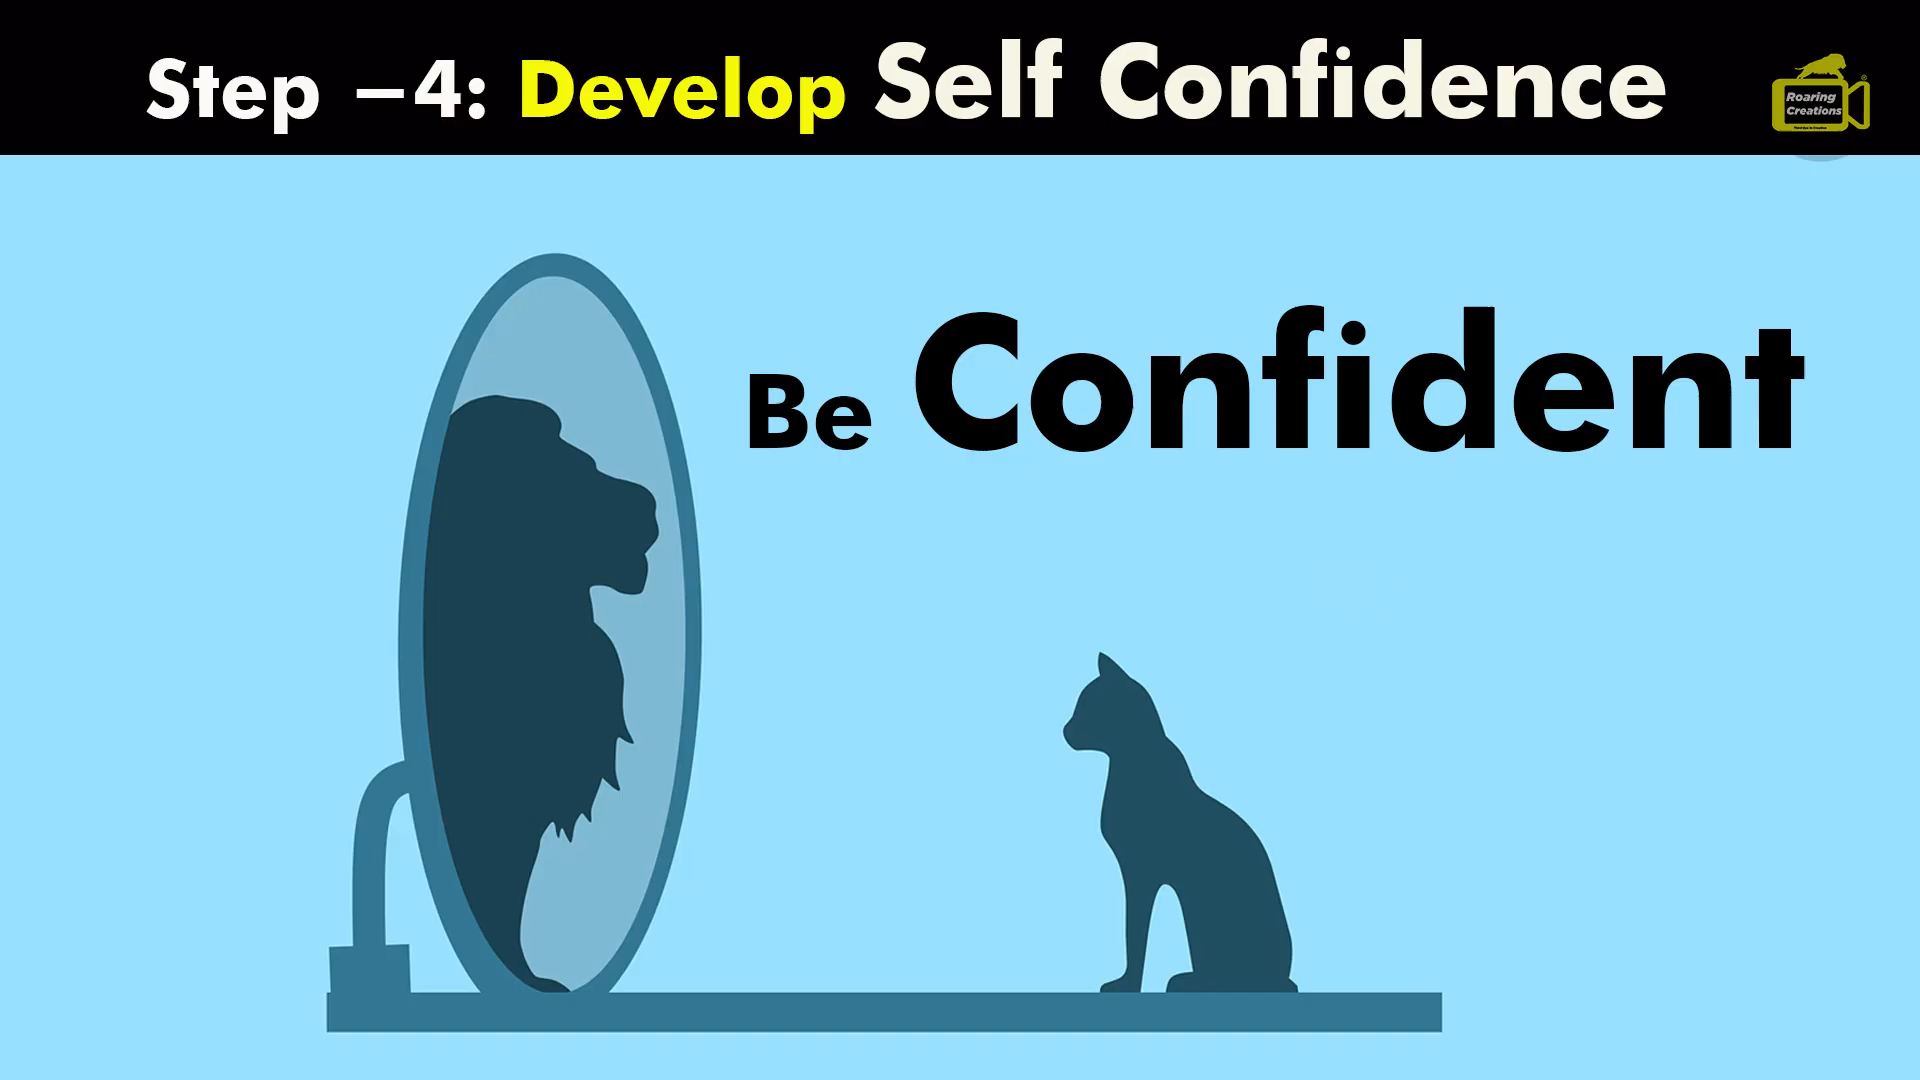 Step –4: Develop Self Confidence
Roaring
Creations
®
Be Confident